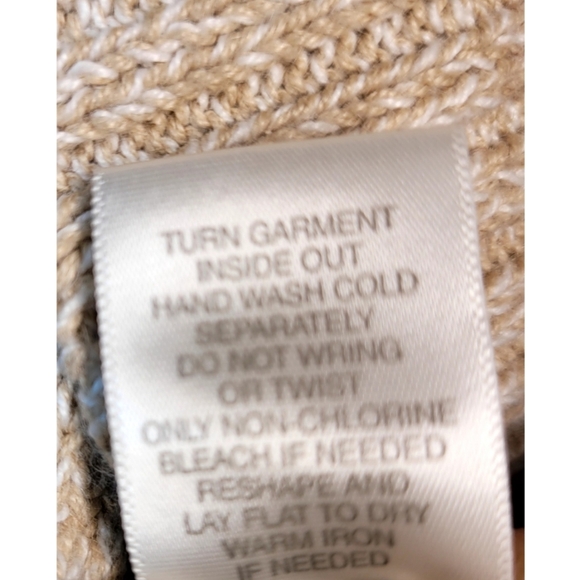 TURN GARMENT
INSIDE OUT
HAND WASH COLD
SEPARATELY
DO NOT WRING
OR TWIST
ONLY NON-CHLORINE
BLEACH IF NEEDED
RESHAPE AND
LAY FLAT TO DRY
WARM IRON
IF NEEDED